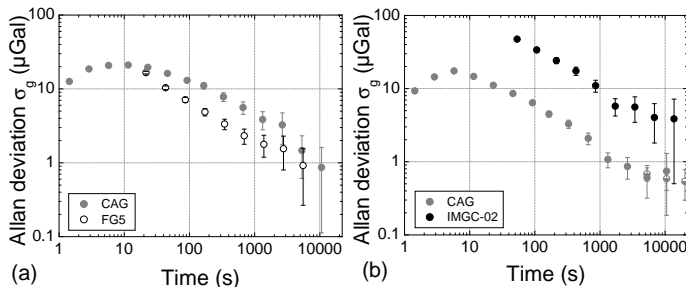 Allan deviation σg (μGal)
100
10
1
0.1
CAG
FG5
1 10 100 1000 10000
(a)
Time (s)
Allan deviation σg (μGal)
100
10
1
0.1
CAG
IMGC-02
1 10 100 1000 10000
(b)
Time (s)